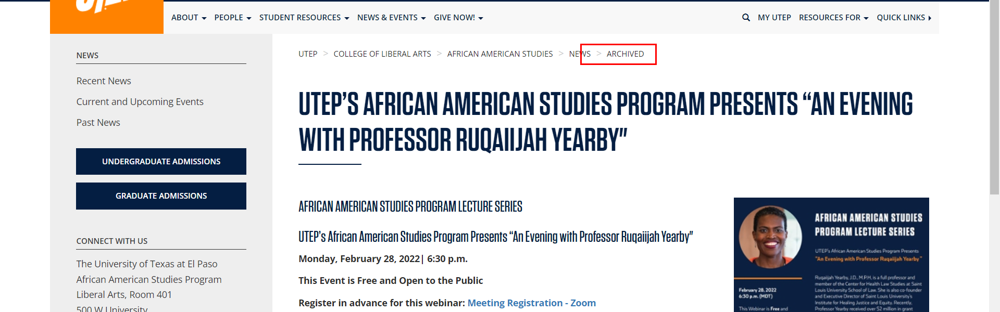 ABOUT PEOPLE STUDENT RESOURCES NEWS & EVENTS GIVE NOW! MY UTEP RESOURCES FOR QUICK LINKS
NEWS
Recent News
Current and Upcoming Events
Past News
UNDERGRADUATE ADMISSIONS
GRADUATE ADMISSIONS
CONNECT WITH US
The University of Texas at El Paso
African American Studies Program
Liberal Arts, Room 401
500 W University
UTEP > COLLEGE OF LIBERAL ARTS > AFRICAN AMERICAN STUDIES > NEWS > ARCHIVED
UTEP’S AFRICAN AMERICAN STUDIES PROGRAM PRESENTS “AN EVENING
WITH PROFESSOR RUQAIIJAH YEARBY”
AFRICAN AMERICAN STUDIES PROGRAM LECTURE SERIES
UTEP’s African American Studies Program Presents “An Evening with Professor Ruqaiijah Yearby”
Monday, February 28, 2022| 6:30 p.m.
This Event is Free and Open to the Public
Register in advance for this webinar: Meeting Registration - Zoom
AFRICAN AMERICAN STUDIES
PROGRAM LECTURE SERIES
UTEP’s African American Studies Program Presents
“An Evening with Professor Ruqaiijah Yearby”
Ruqaiijah Yearby, J.D., M.P.H, is a full professor and
member of the Center for Health Law Studies at Saint
Louis University School of Law. She is also co-founder
and Executive Director of Saint Louis University’s
Institute for Healing Justice and Equity. Recently,
Professor Yearby received over $2 million in grant
February 28, 2022
6:30 p.m. (MDT)
This Webinar is Free and